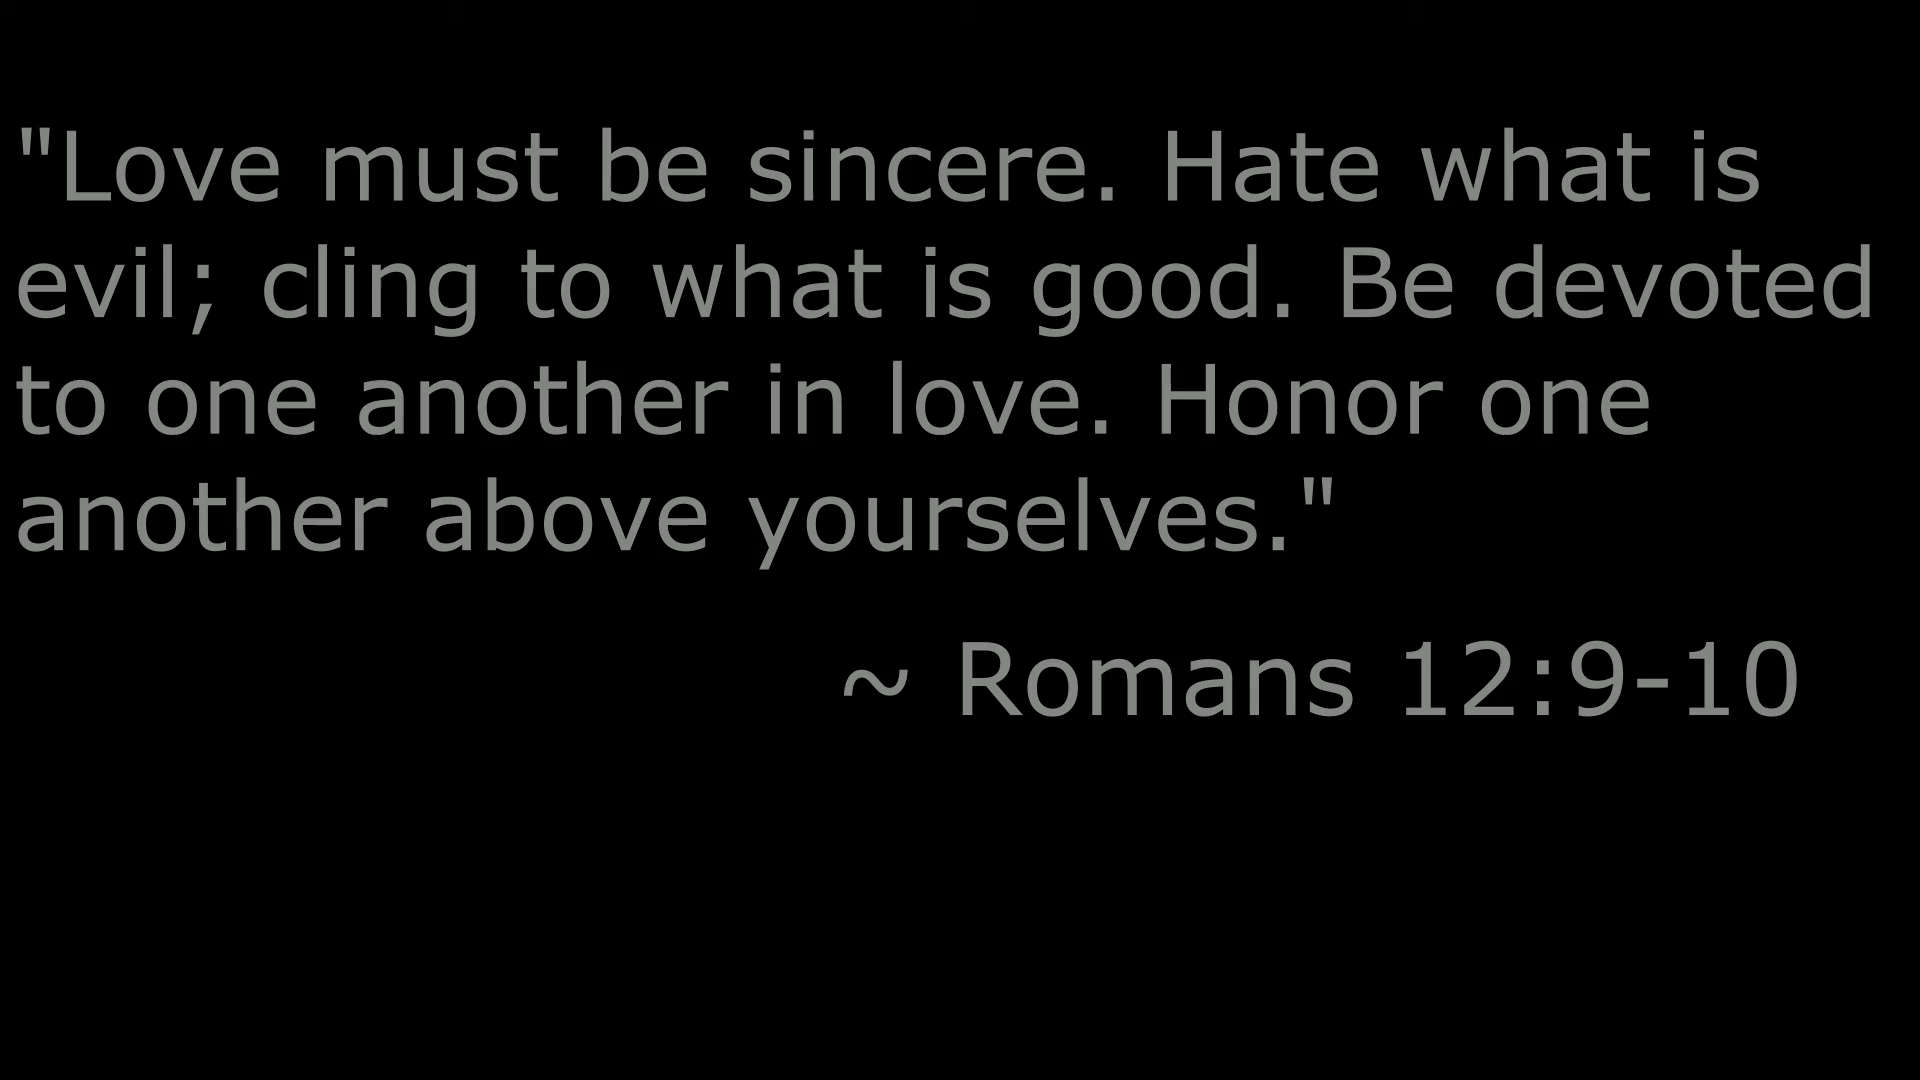 "Love must be sincere. Hate what is
evil; cling to what is good. Be devoted
to one another in love. Honor one
another above yourselves."
~ Romans 12:9-10